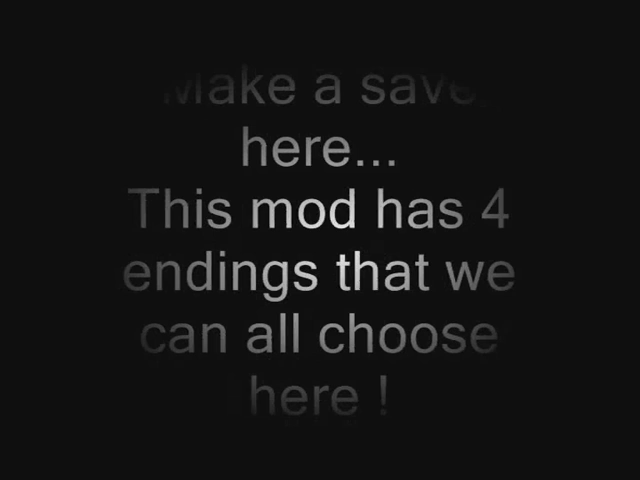 Make a save
here...
This mod has 4
endings that we
can all choose
here !